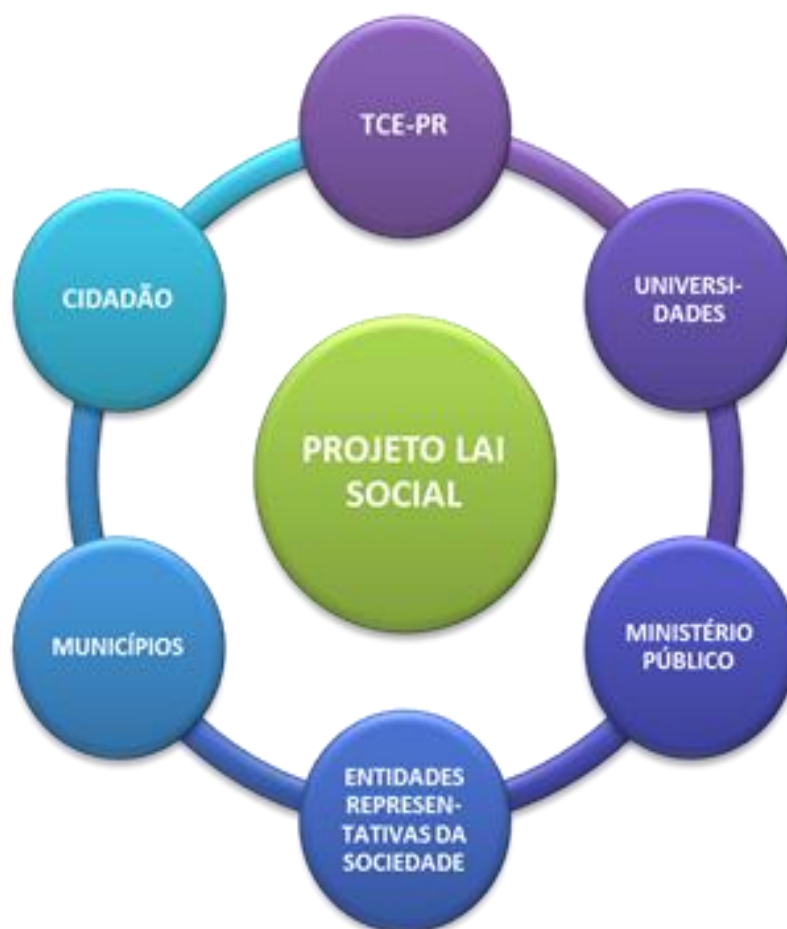 TCE-PR
UNIVERSI-
DADES
MINISTÉRIO
PÚBLICO
ENTIDADES
REPRESEN-
TATIVAS DA
SOCIEDADE
MUNICÍPIOS
CIDADÃO
PROJETO LAI
SOCIAL